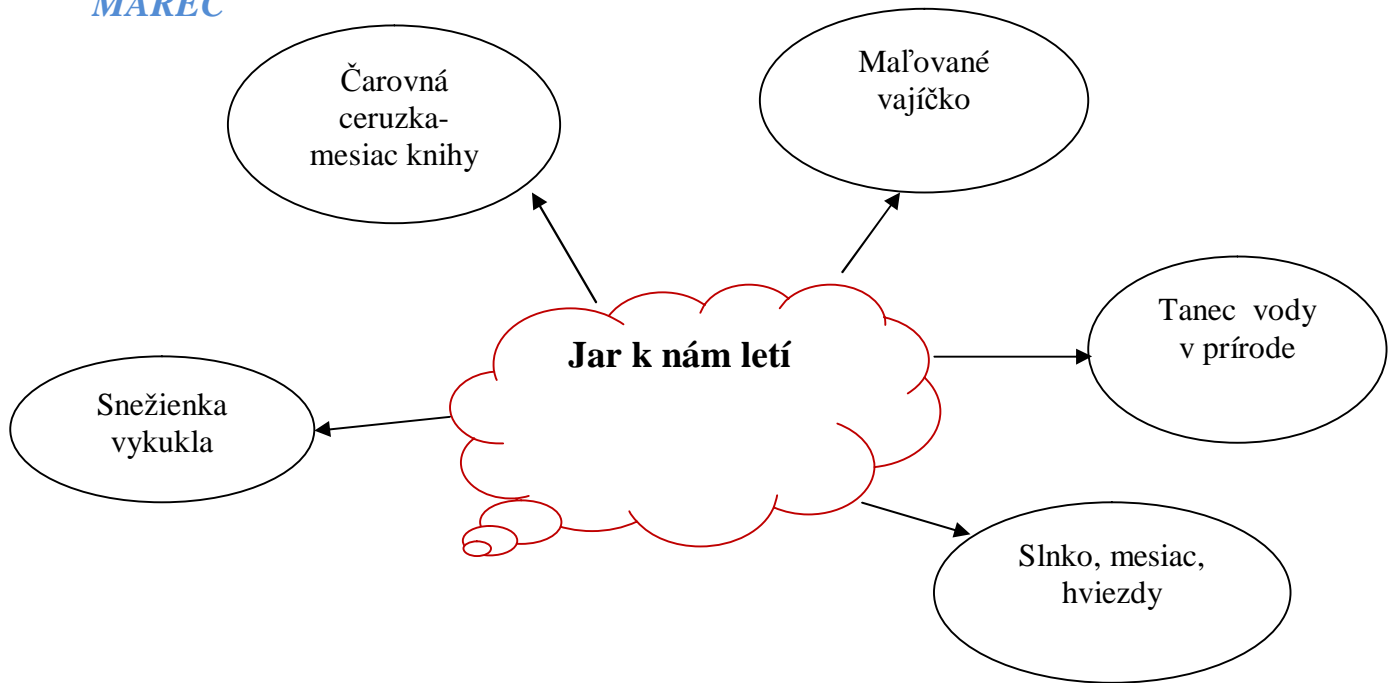 MAREC
Čarovná
ceruzka-
mesiac knihy
Maľované
vajíčko
Tanec vody
v prírode
Jar k nám letí
Snežienka
vykukla
Slnko, mesiac,
hviezdy